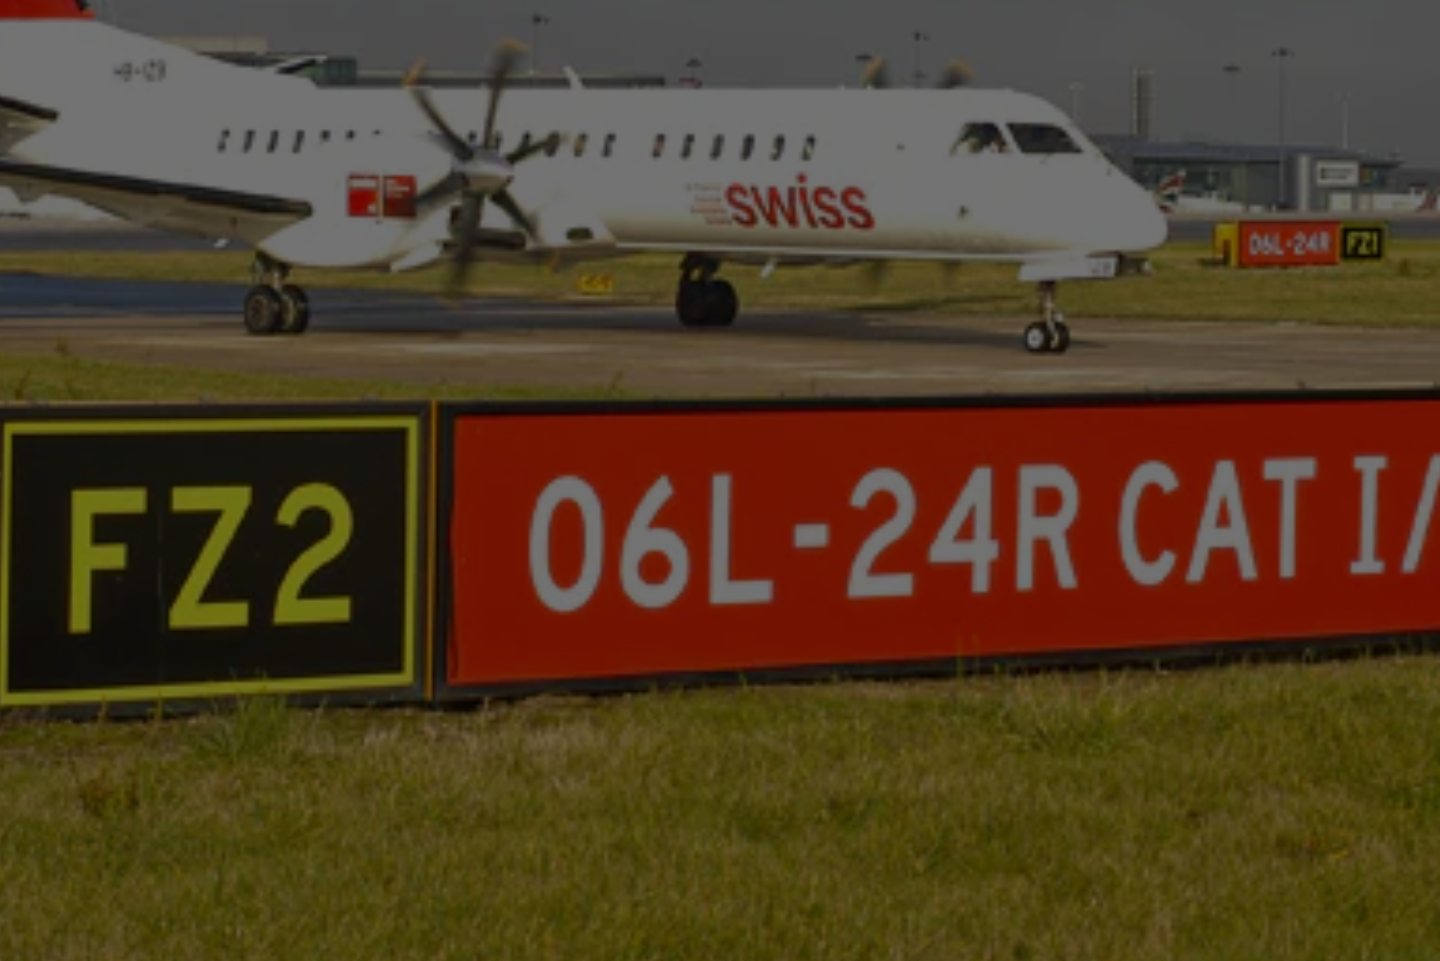 swiss
06L-24R FZ1
FZ2 06L-24R CAT I/